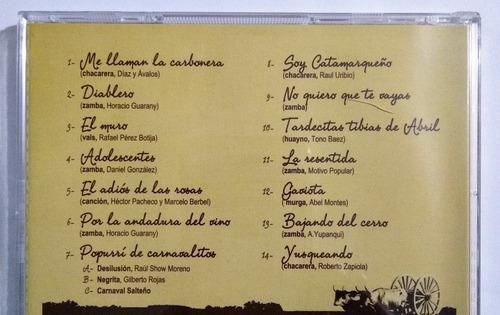 1- Me llaman la carbonera
(chacarera, Díaz y Ávalos)
2- Diablero
(zamba, Horacio Guarany)
3- El muro
(vals, Rafael Pérez Botija)
4- Adolescentes
(zamba, Daniel González)
5- El adiós de las rosas
(canción, Héctor Pacheco y Marcelo Berbel)
6- Por la andadura del vino
(zamba, Horacio Guarany)
7- Popurrí de carnavalitos
A- Desilusión, Raúl Show Moreno
B- Negrita, Gilberto Rojas
C- Carnaval Salteño
8- Soy Catamarqueño
(chacarera, Raul Uribio)
9- No quiero que te vayas
(zamba)
10- Tardecitas tibias de Abril
(huayno, Tono Baez)
11- La resentida
(zamba, Motivo Popular)
12- Gaviota
(murga, Abel Montes)
13- Bajando del cerro
(zamba, A.Yupanqui)
14- Yusqueando
(chacarera, Roberto Zapiola)